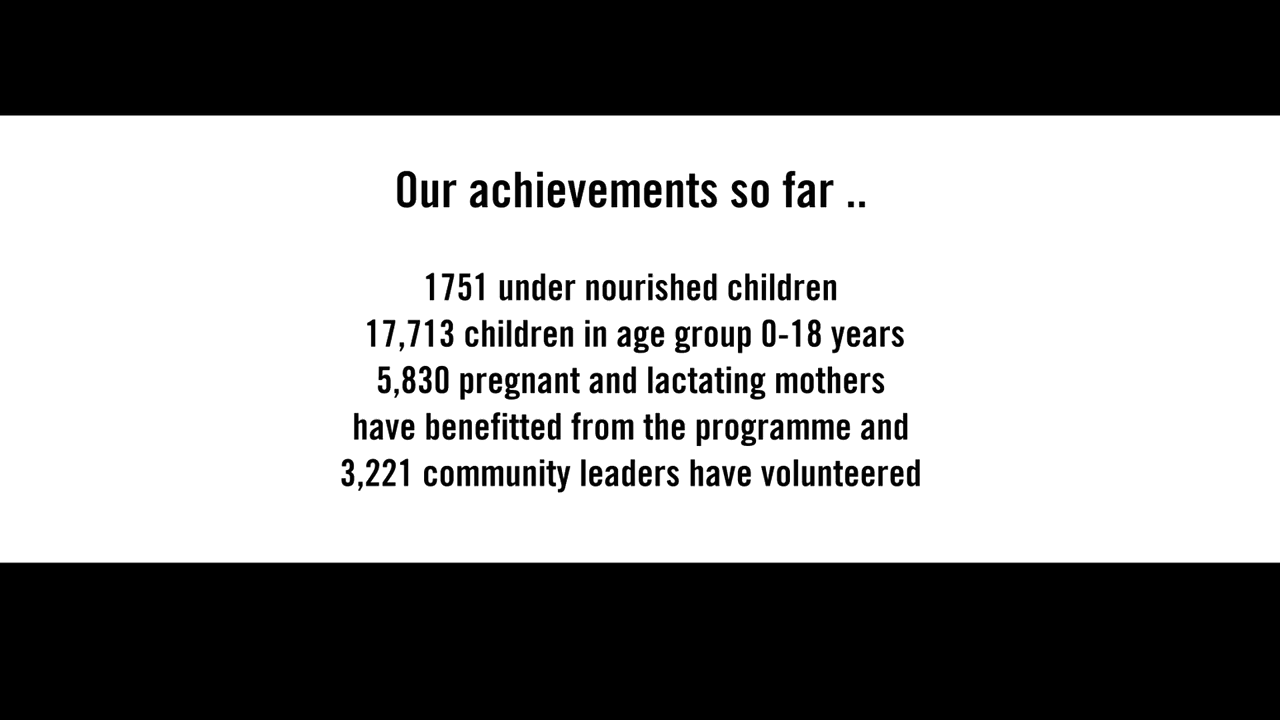 Our achievements so far ..
1751 under nourished children
17,713 children in age group 0-18 years
5,830 pregnant and lactating mothers
have benefitted from the programme and
3,221 community leaders have volunteered